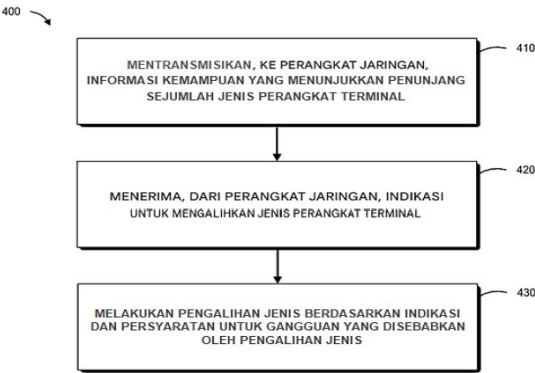 400
410
MENTRANSMISIKAN, KE PERANGKAT JARINGAN,
INFORMASI KEMAMPUAN YANG MENUNJUKKAN PENUNJANG
SEJUMLAH JENIS PERANGKAT TERMINAL
420
MENERIMA, DARI PERANGKAT JARINGAN, INDIKASI
UNTUK MENGALIHKAN JENIS PERANGKAT TERMINAL
430
MELAKUKAN PENGALIHAN JENIS BERDASARKAN INDIKASI
DAN PERSYARATAN UNTUK GANGGUAN YANG DISEBABKAN
OLEH PENGALIHAN JENIS